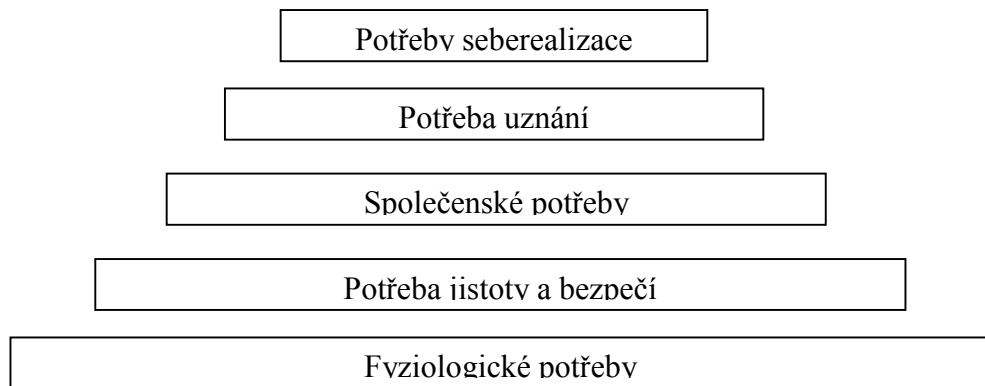 Potřeby seberealizace
Potřeba uznání
Společenské potřeby
Potřeba jistoty a bezpečí
Fyziologické potřeby